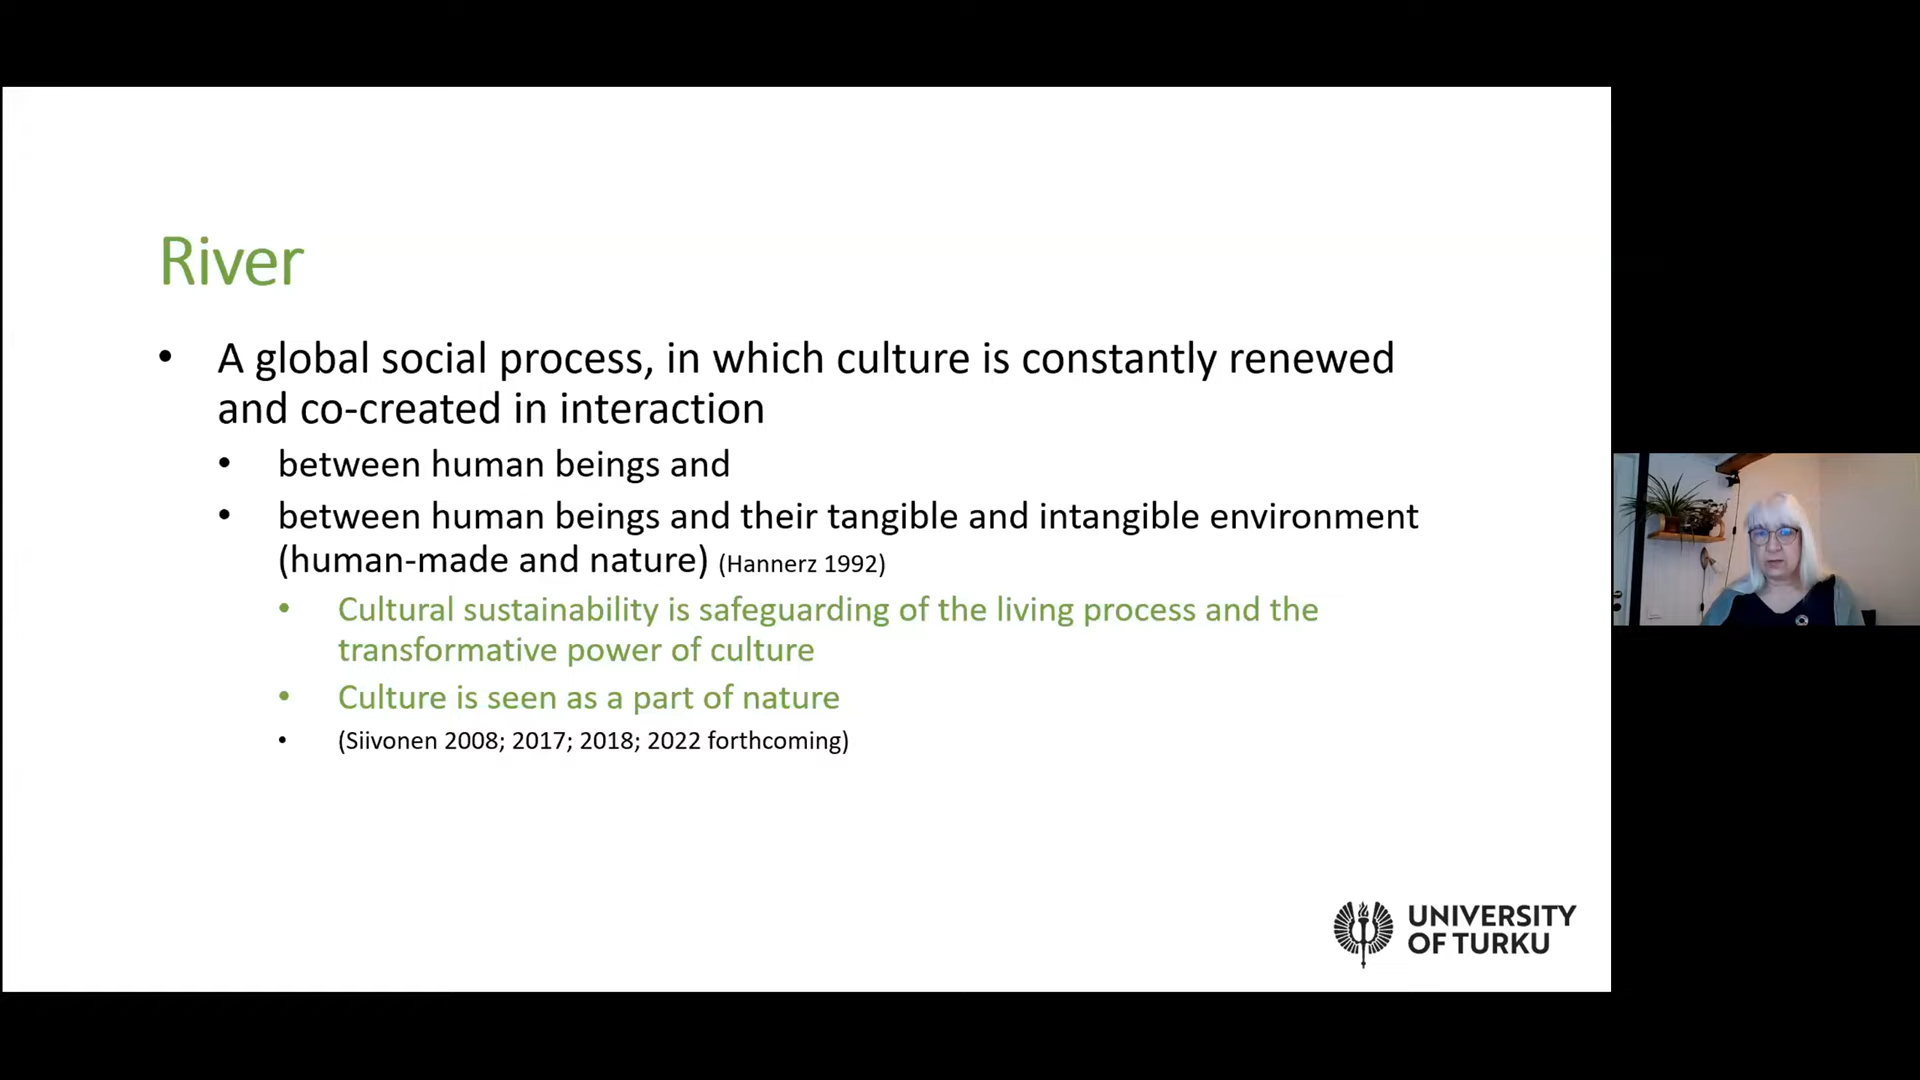 River
• A global social process, in which culture is constantly renewed
and co-created in interaction
• between human beings and
• between human beings and their tangible and intangible environment
(human-made and nature) (Hannerz 1992)
• Cultural sustainability is safeguarding of the living process and the
transformative power of culture
• Culture is seen as a part of nature
• (Siivonen 2008; 2017; 2018; 2022 forthcoming)
UNIVERSITY
OF TURKU